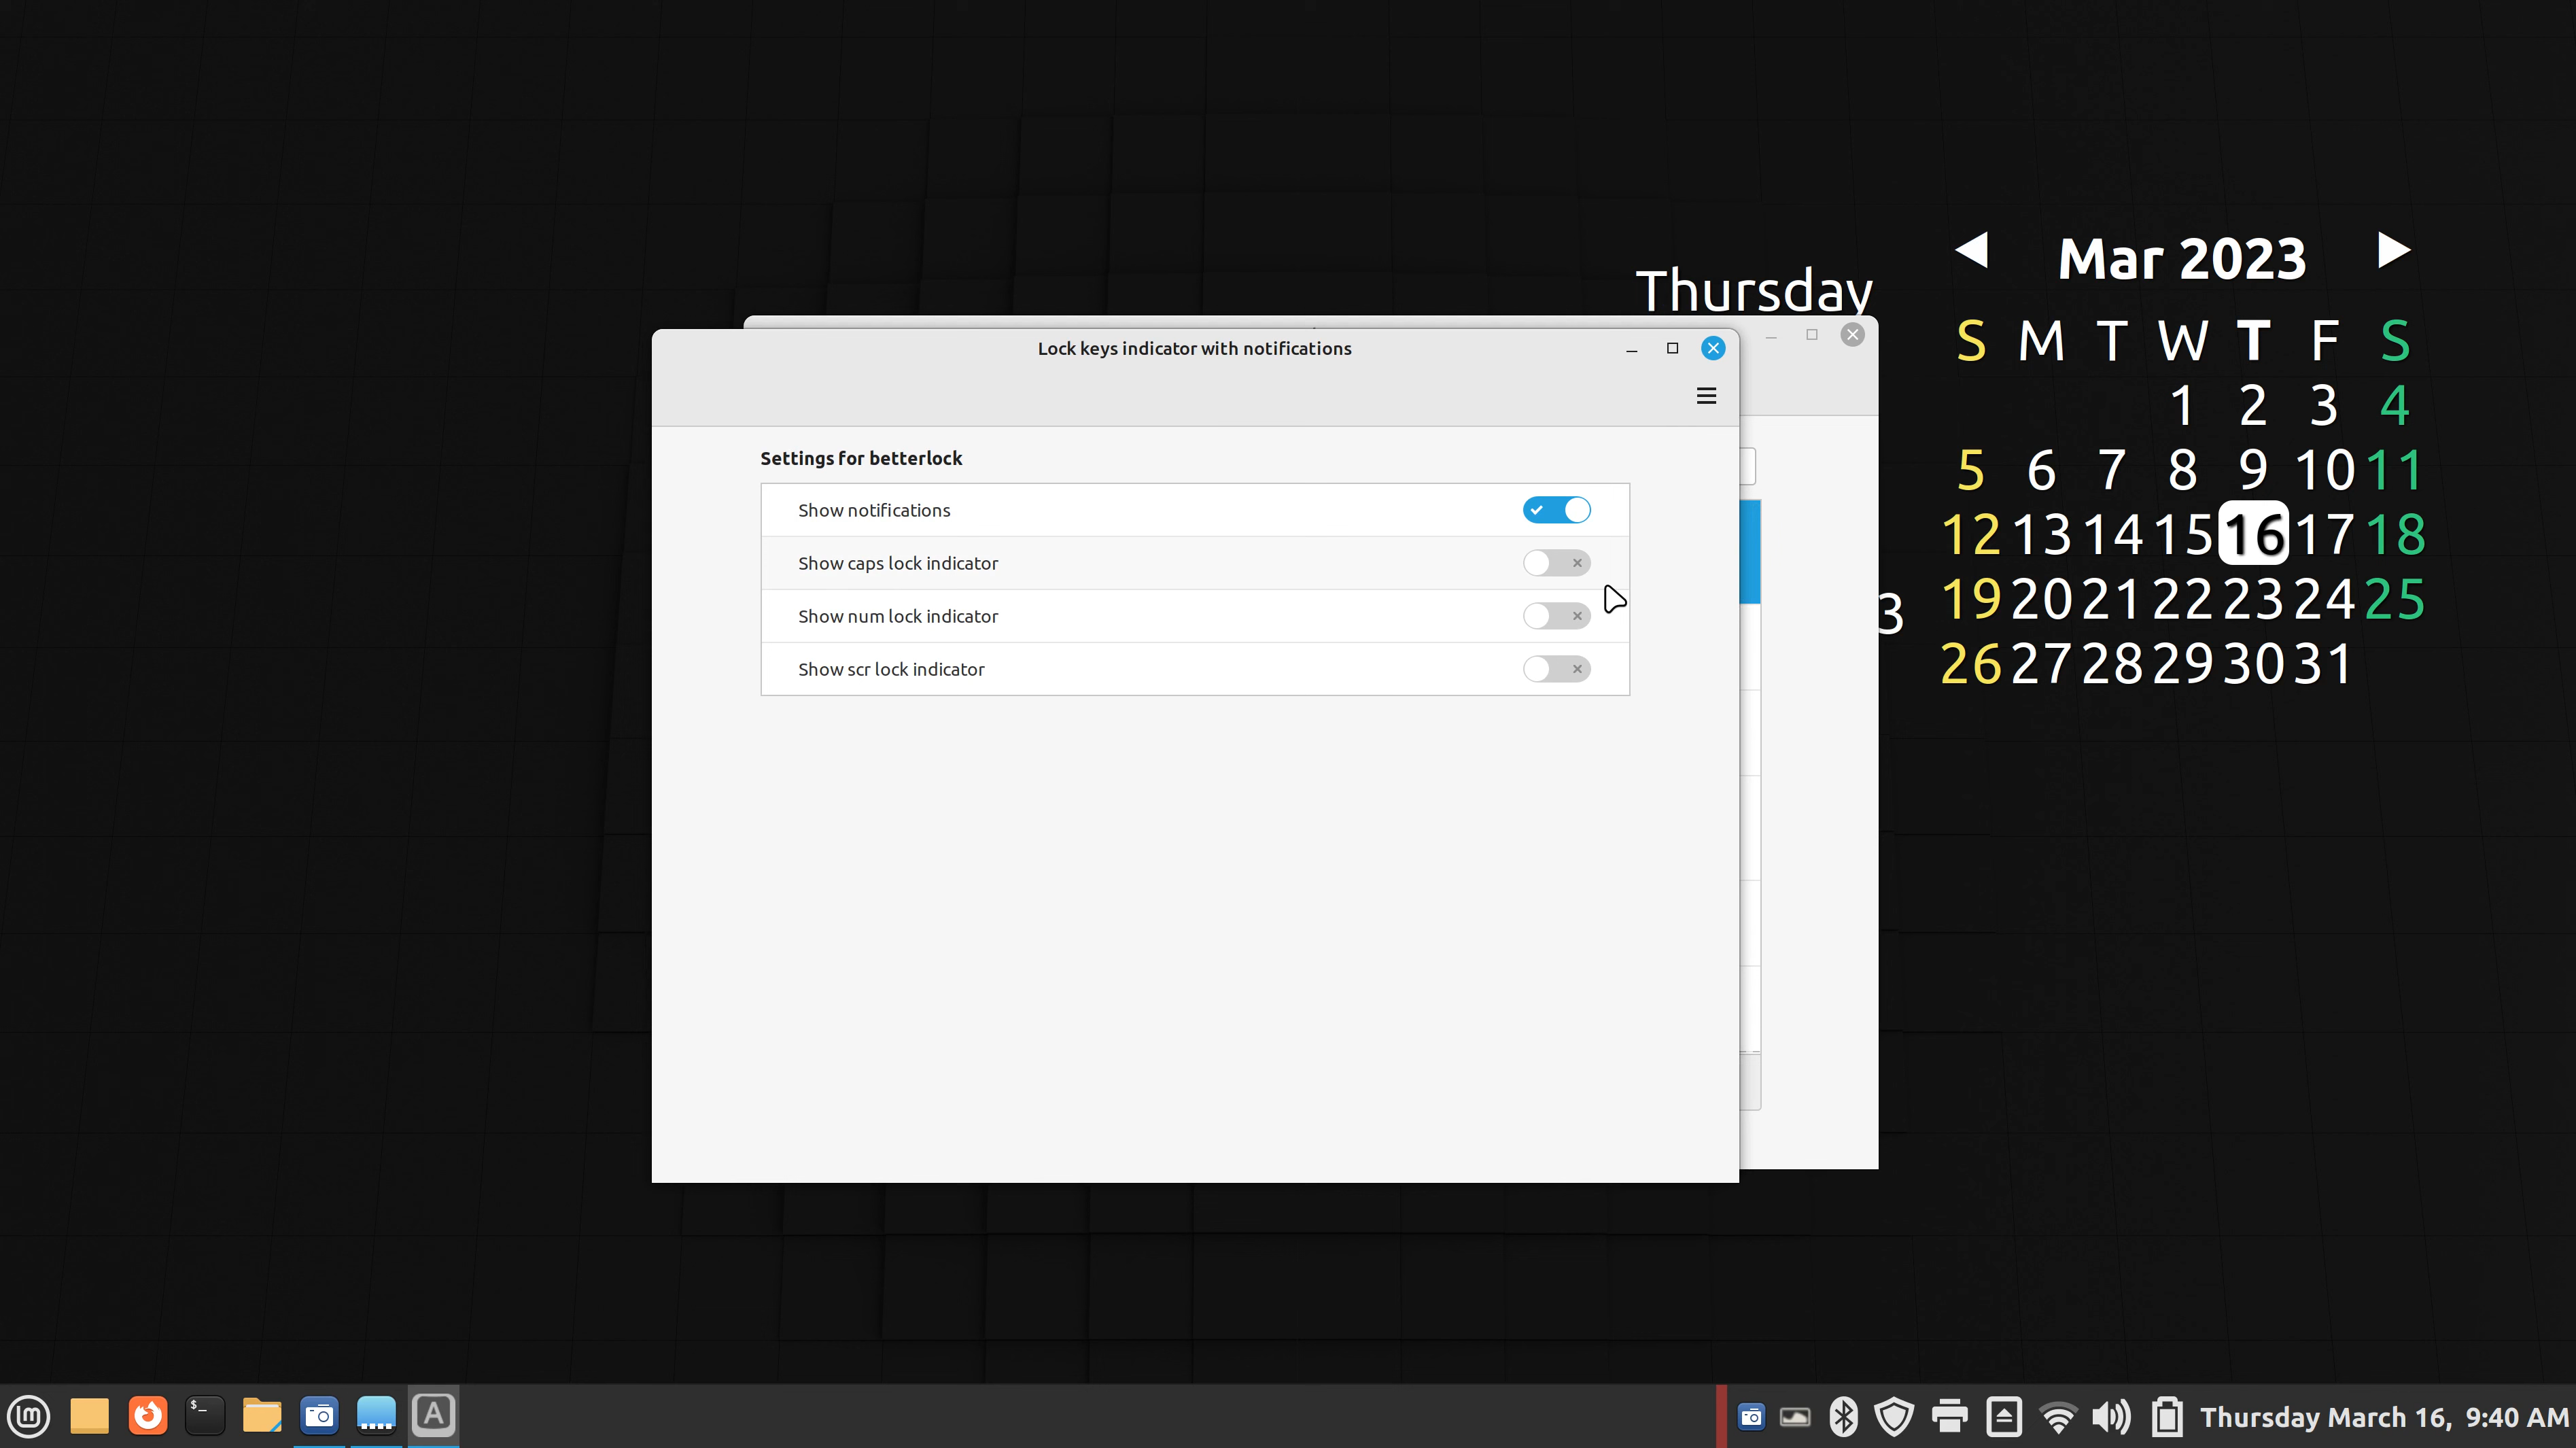 Thursday
Mar 2023
S M T W T F S
1 2 3 4
5 6 7 8 9 10 11
12 13 14 15 16 17 18
19 20 21 22 23 24 25
26 27 28 29 30 31
3
Lock keys indicator with notifications
Settings for betterlock
Show notifications
Show caps lock indicator
Show num lock indicator
Show scr lock indicator
$_
A
Thursday March 16, 9:40 AM